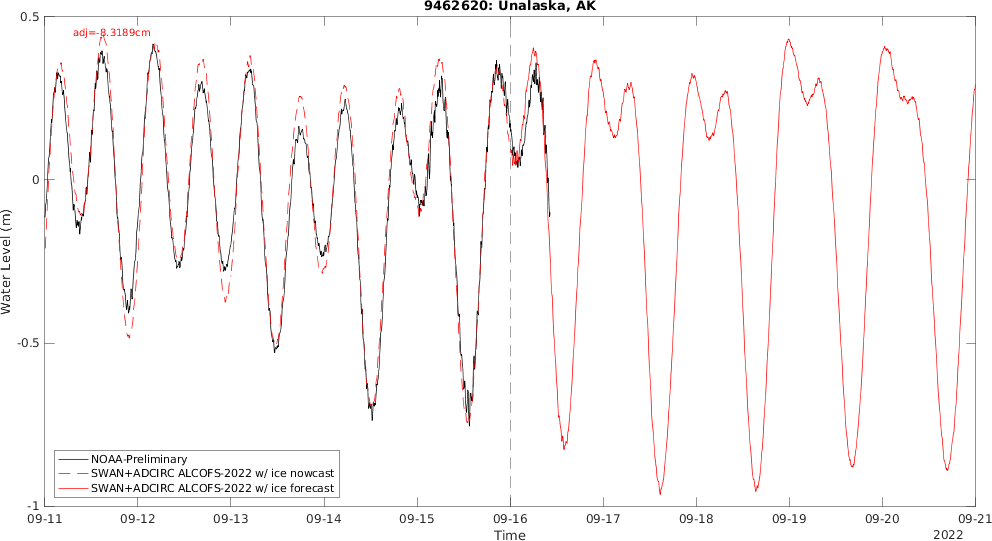 9462620: Unalaska, AK
adj=-8.3189cm
0.5
0
-0.5
-1
Water Level (m)
NOAA-Preliminary
SWAN+ADCIRC ALCOFS-2022 w/ ice nowcast
SWAN+ADCIRC ALCOFS-2022 w/ ice forecast
09-11 09-12 09-13 09-14 09-15 09-16 09-17 09-18 09-19 09-20 09-21
Time
2022